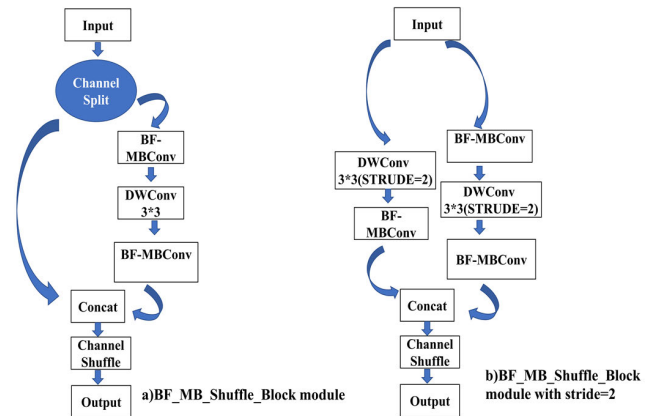 Input
Channel
Split
BF-
MBConv
DWConv
3*3
BF-MBConv
Concat
Channel
Shuffle
Output
a)BF_MB_Shuffle_Block module
Input
DWConv
3*3(STRUDE=2)
BF-
MBConv
BF-MBConv
DWConv
3*3(STRUDE=2)
BF-MBConv
Concat
Channel
Shuffle
Output
b)BF_MB_Shuffle_Block
module with stride=2